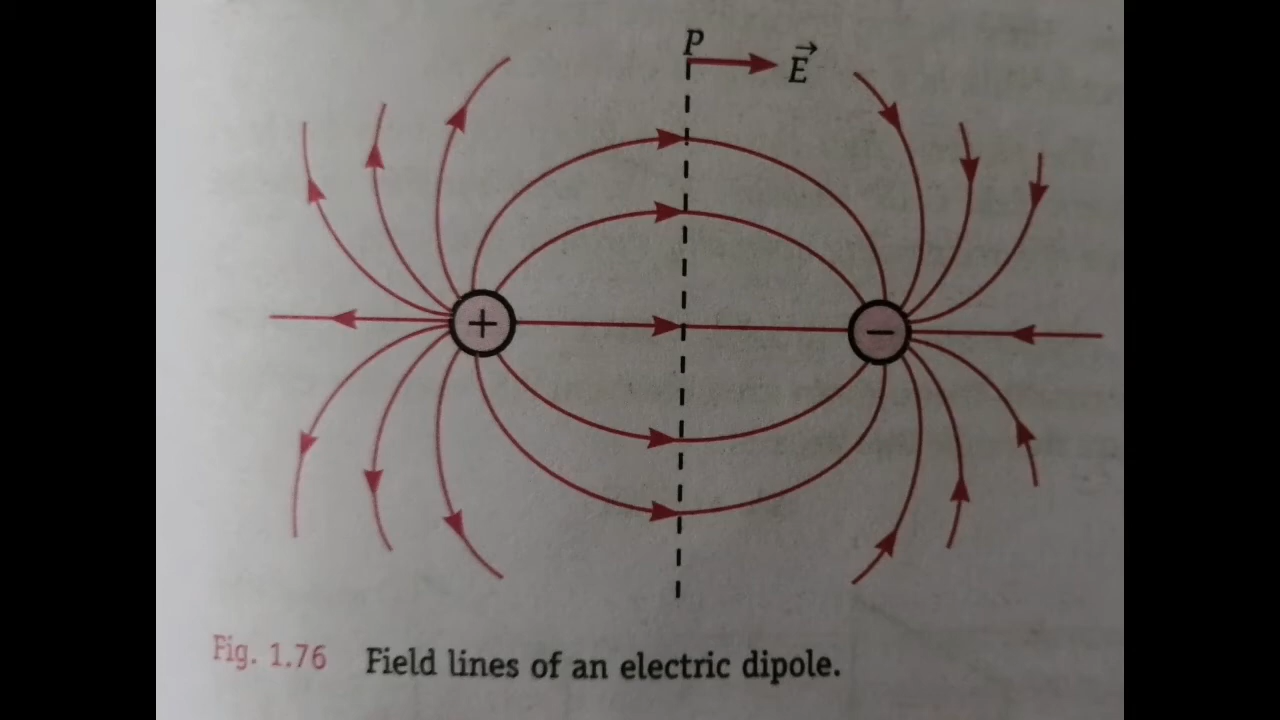 P
E⃗
+
−
Fig. 1.76 Field lines of an electric dipole.